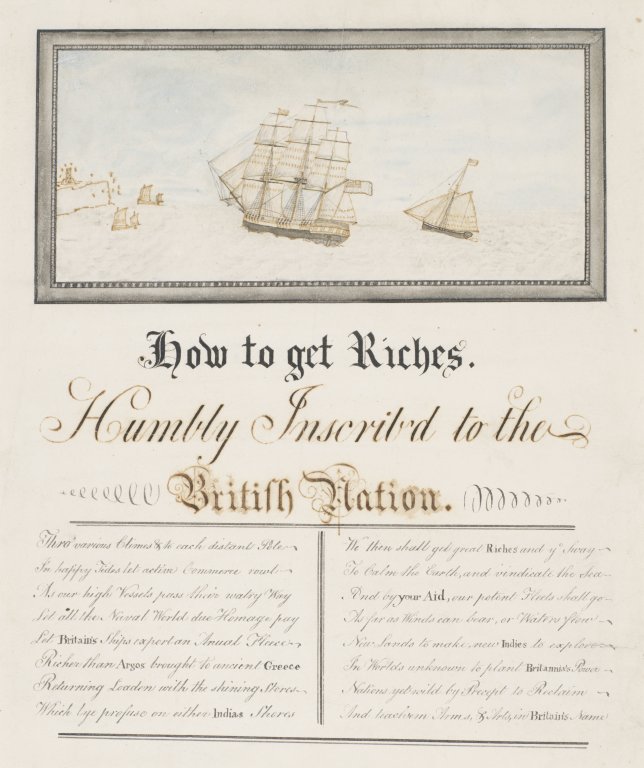 How to get Riches.
Humbly Inscrib'd to the
Britiſh Nation.
Thro' various Climes & to each distant Pole
In happy Tides let active Commerce rowl
As our high Vessels pass their watry Way
Let all the Naval World due Homage pay
Let Britain's Ships export an Anual Fleece
Richer than Argos brought to ancient Greece
Returning Loaden with the shining Stores
Which lye profuse on either Indias Shores
We then shall get great Riches and ye Sway
To Calm the Earth, and vindicate the Sea
And by your Aid, our potent Fleets shall go
As far as Winds can bear, or Waters flow
New Lands to make, new Indies to explore
In Worlds unknown to plant Britannia's Power
Nations yet wild by Precept to Reclaim
And teach 'em Arms, & Arts, in Britain's Name